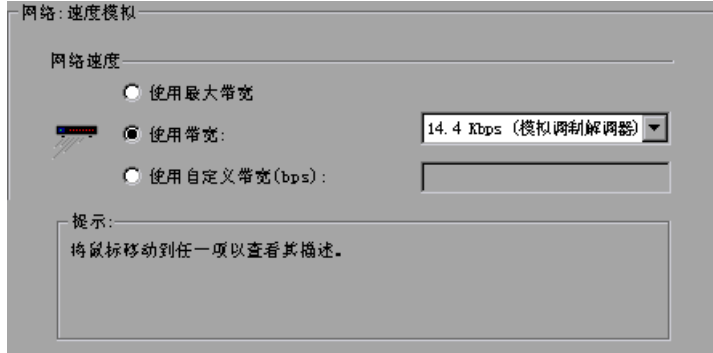 网络:速度模拟
网络速度
使用最大带宽
使用带宽:
14.4 Kbps (模拟调制解调器)
使用自定义带宽(bps):
提示:
将鼠标移动到任一项以查看其描述。